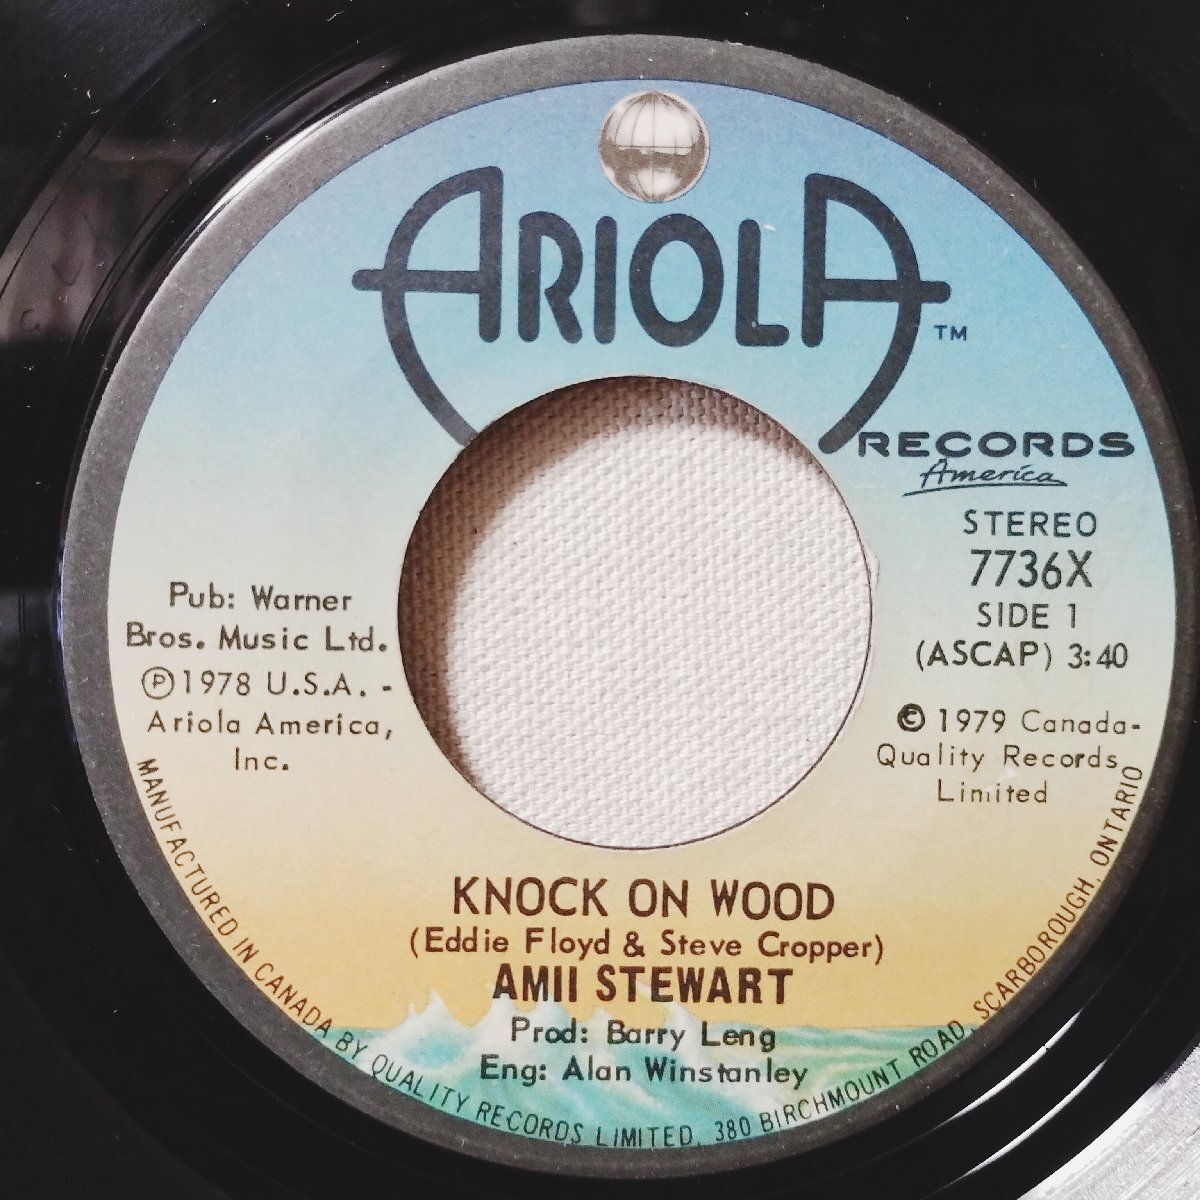 ARIOLA
TM
RECORDS
America
STEREO
7736X
SIDE 1
(ASCAP) 3:40
Pub: Warner
Bros. Music Ltd.
℗1978 U.S.A. -
Ariola America,
Inc.
© 1979 Canada-
Quality Records
Limited
KNOCK ON WOOD
(Eddie Floyd & Steve Cropper)
AMII STEWART
Prod: Barry Leng
Eng: Alan Winstanley
MANUFACTURED IN CANADA BY QUALITY RECORDS LIMITED, 380 BIRCHMOUNT ROAD, SCARBOROUGH, ONTARIO